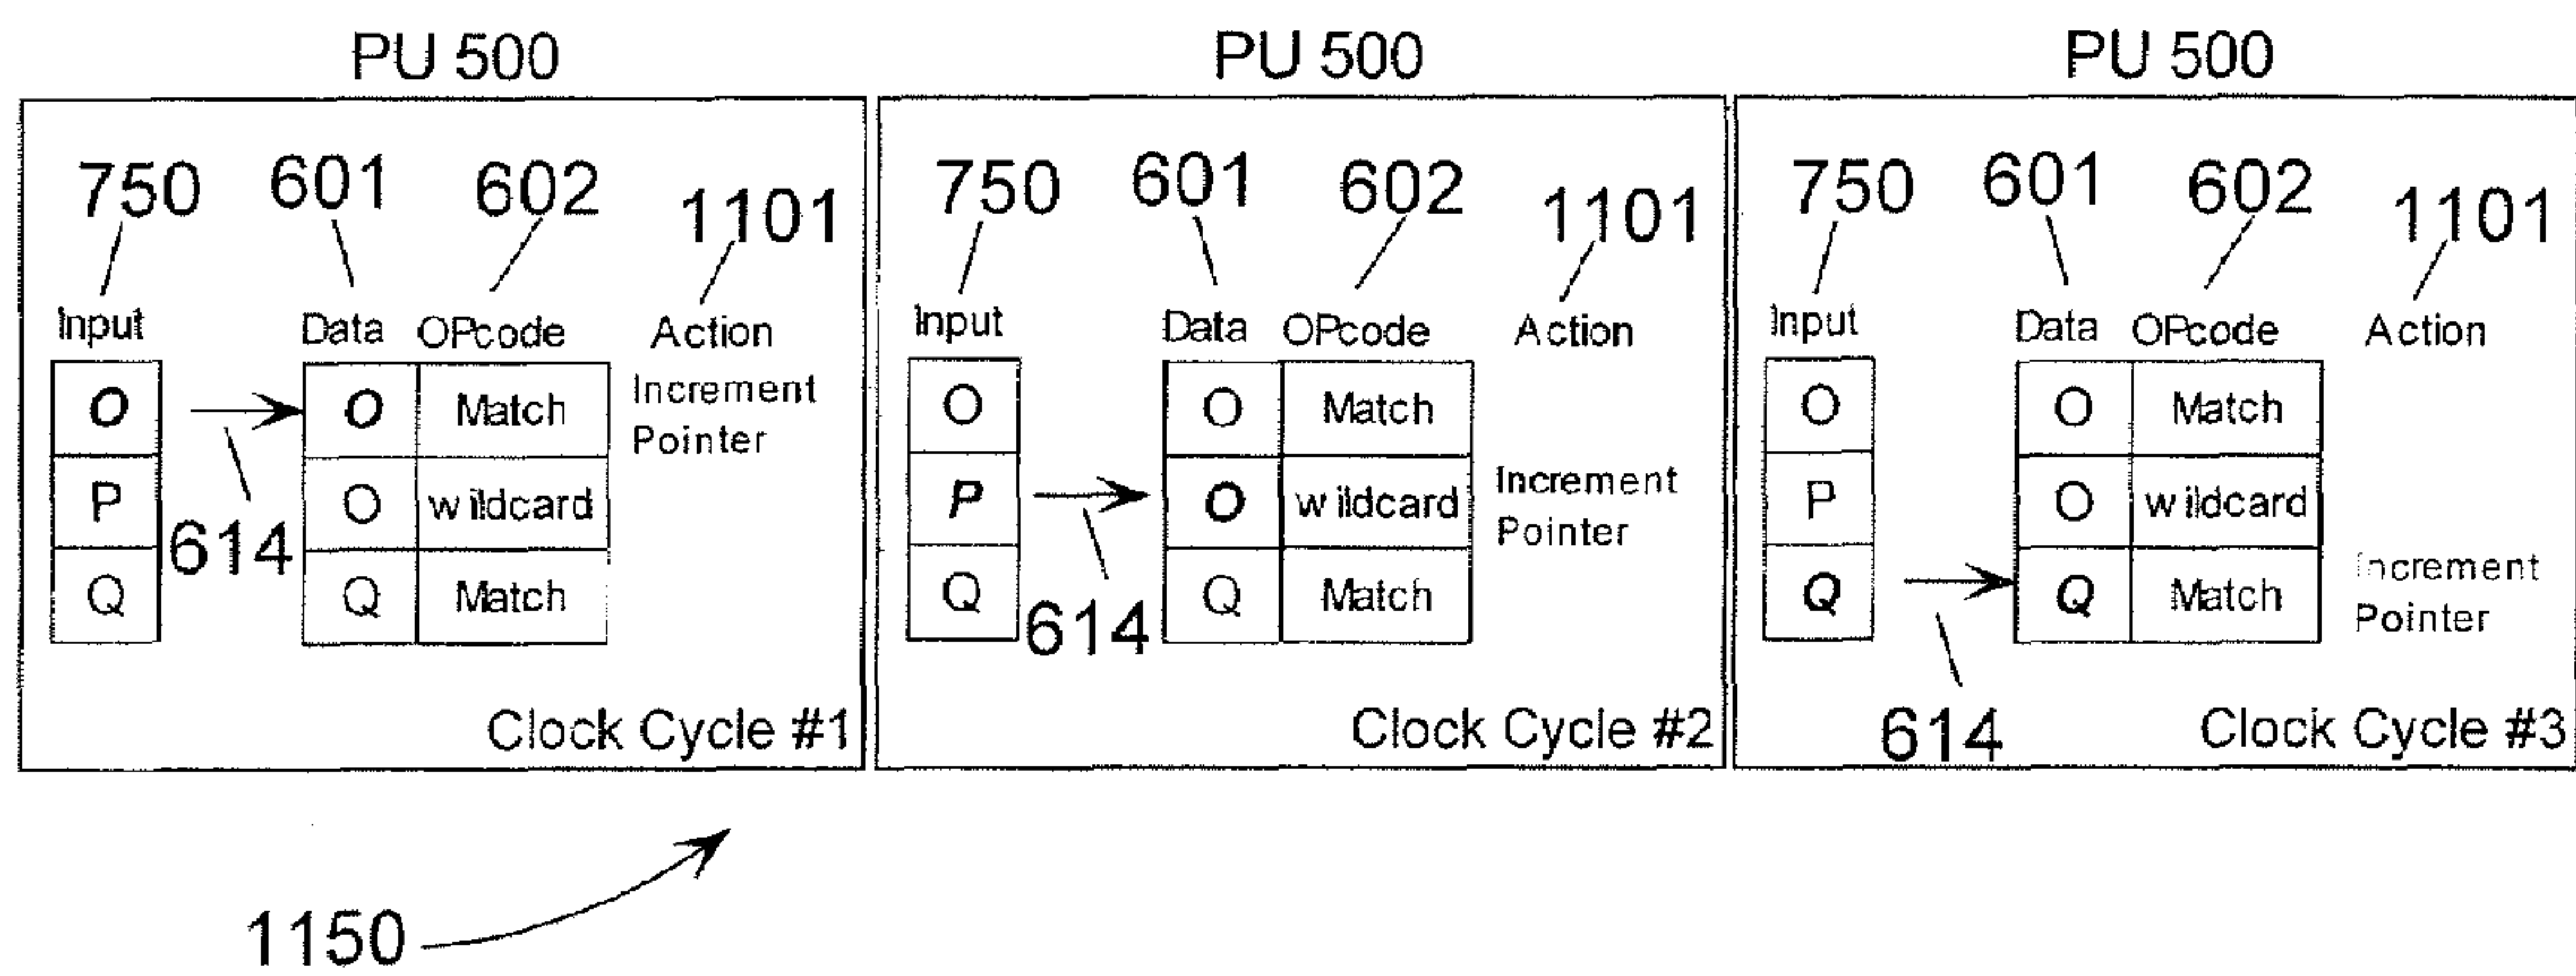 PU 500 PU 500 PU 500
750 601 602 1101 750 601 602 1101 750 601 602 1101
Input Data OPcode Action Input Data OPcode Action Input Data OPcode Action
O O Match Increment Pointer O O Match O O Match
P O wildcard P O wildcard Increment Pointer P O wildcard
Q Q Match Q Q Match Q Q Match Increment Pointer
614 614 614
Clock Cycle #1 Clock Cycle #2 Clock Cycle #3
1150